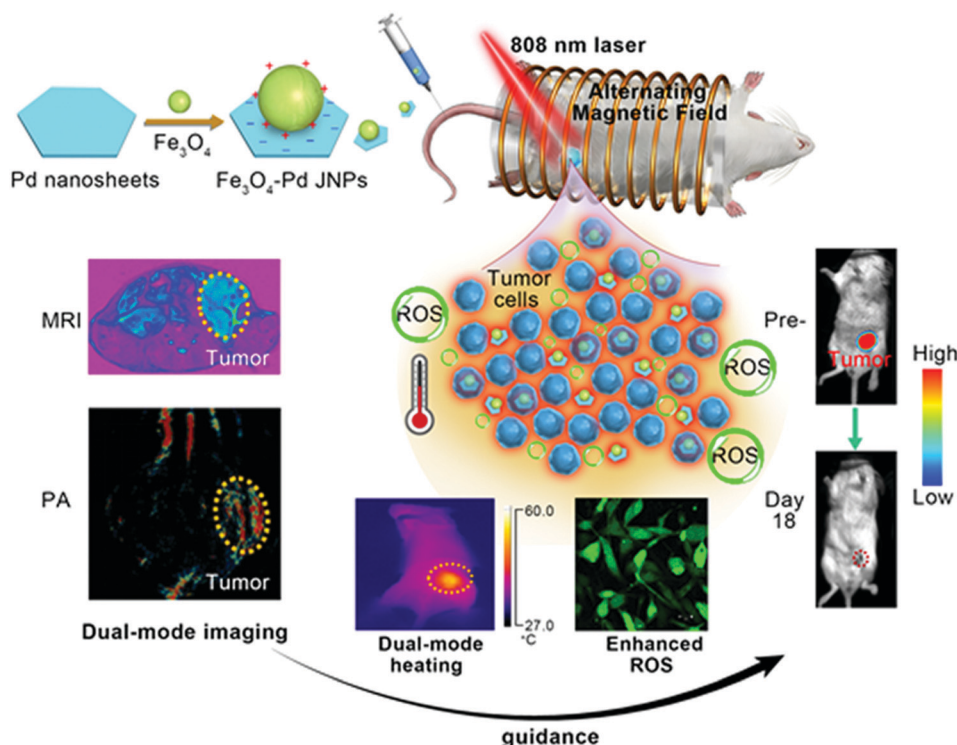 808 nm laser
Alternating
Magnetic Field
Fe₃O₄
Pd nanosheets
Fe₃O₄-Pd JNPs
MRI
Tumor
PA
Tumor
Dual-mode imaging
Tumor
cells
ROS
ROS
ROS
60.0
27.0
°C
Dual-mode
heating
Enhanced
ROS
Pre-
Tumor
Day
18
High
Low
guidance